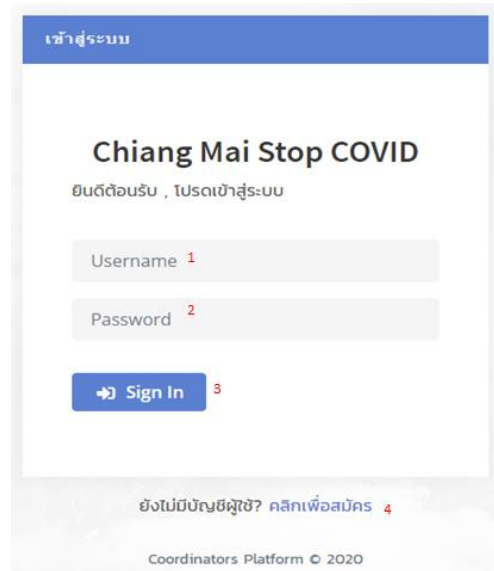 เข้าสู่ระบบ
Chiang Mai Stop COVID
ยินดีต้อนรับ , โปรดเข้าสู่ระบบ
Username 1
Password 2
Sign In 3
ยังไม่มีบัญชีผู้ใช้? คลิกเพื่อสมัคร 4
Coordinators Platform © 2020